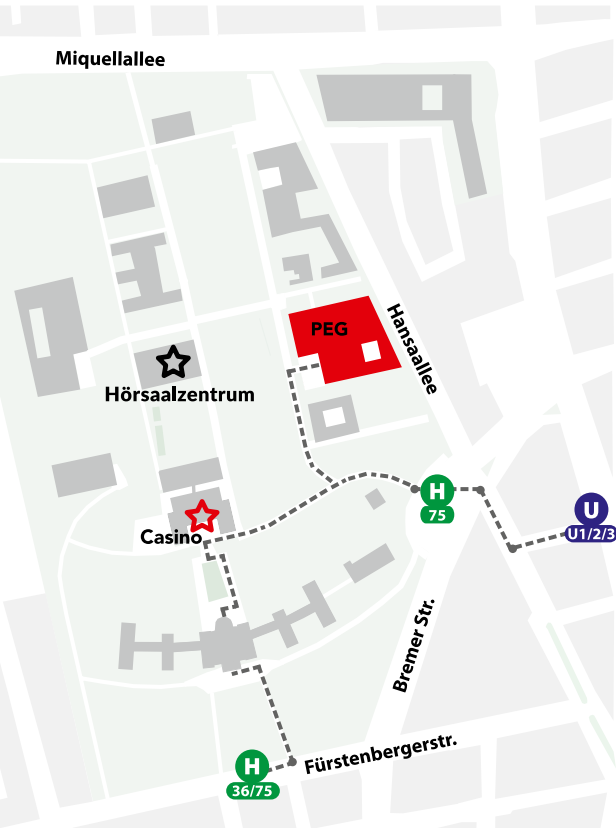 Miquellallee
PEG
Hansaallee
Hörsaalzentrum
H
75
U
U1/2/3
Casino
Bremer Str.
Fürstenbergerstr.
H
36/75